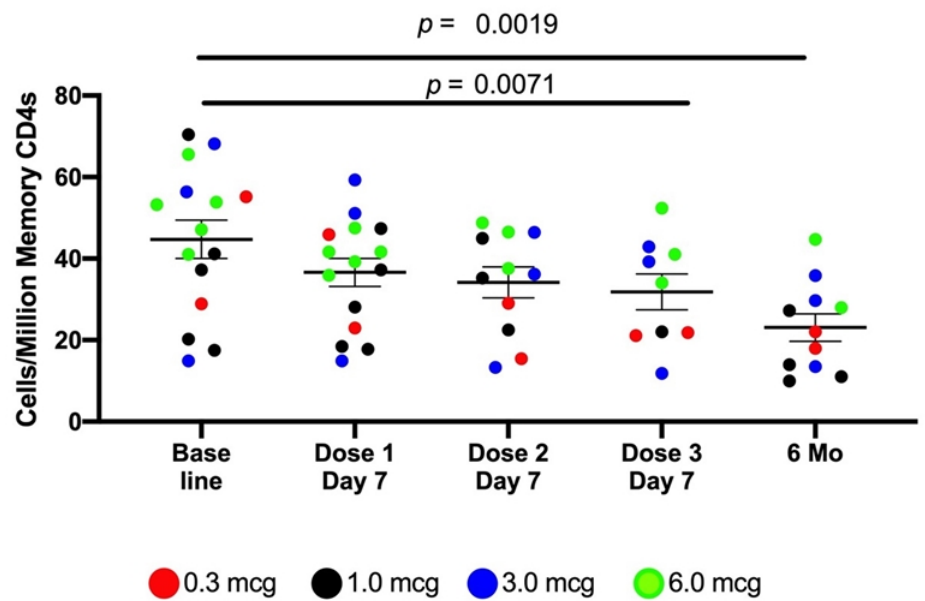 p = 0.0019
p = 0.0071
Cells/Million Memory CD4s
80
60
40
20
0
Base
line
Dose 1
Day 7
Dose 2
Day 7
Dose 3
Day 7
6 Mo
0.3 mcg
1.0 mcg
3.0 mcg
6.0 mcg